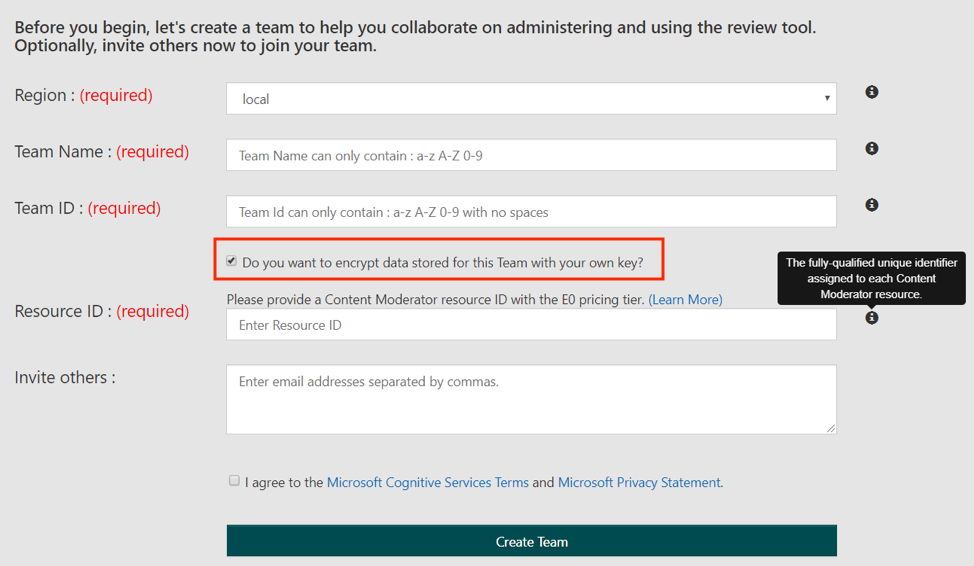 Before you begin, let's create a team to help you collaborate on administering and using the review tool.
Optionally, invite others now to join your team.
Region : (required)
local
Team Name : (required)
Team Name can only contain : a-z A-Z 0-9
Team ID : (required)
Team Id can only contain : a-z A-Z 0-9 with no spaces
Do you want to encrypt data stored for this Team with your own key?
The fully-qualified unique identifier
assigned to each Content
Moderator resource.
Please provide a Content Moderator resource ID with the E0 pricing tier. (Learn More)
Resource ID : (required)
Enter Resource ID
Invite others :
Enter email addresses separated by commas.
I agree to the Microsoft Cognitive Services Terms and Microsoft Privacy Statement.
Create Team